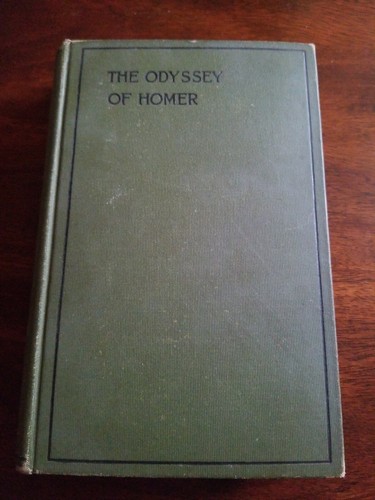 THE ODYSSEY
OF HOMER